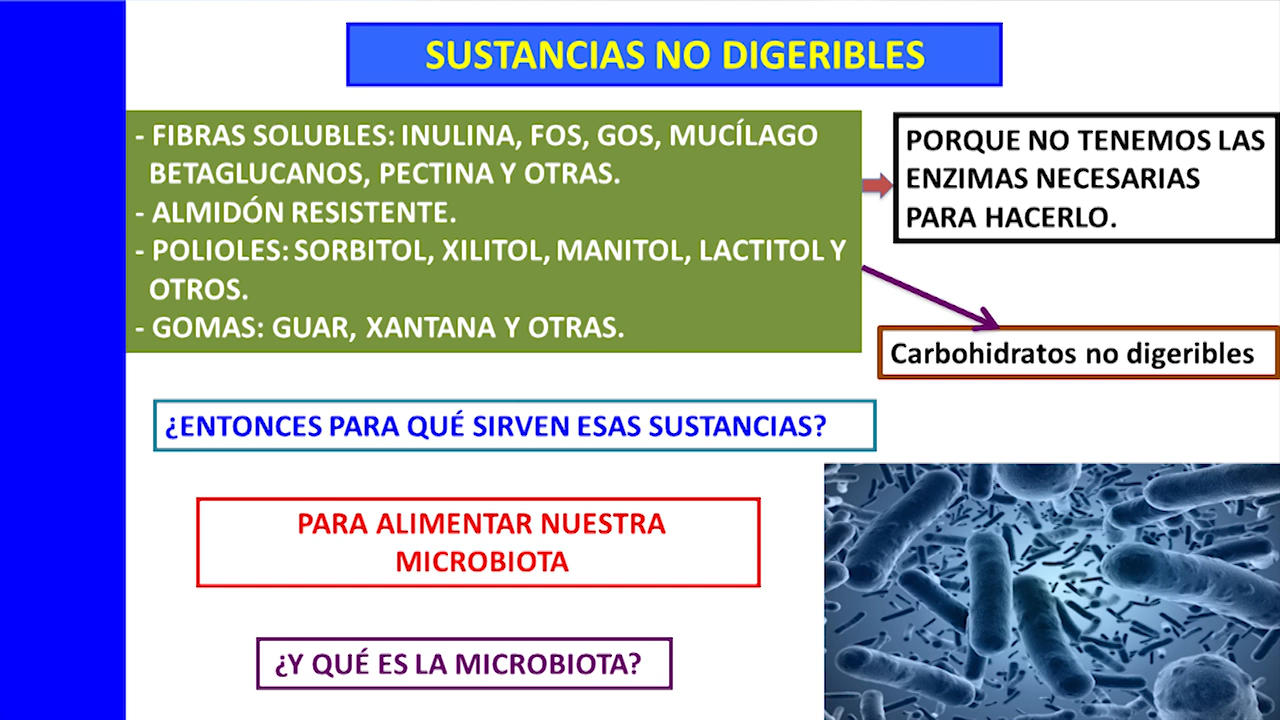 SUSTANCIAS NO DIGERIBLES
- FIBRAS SOLUBLES: INULINA, FOS, GOS, MUCÍLAGO
BETAGLUCANOS, PECTINA Y OTRAS.
- ALMIDÓN RESISTENTE.
- POLIOLES: SORBITOL, XILITOL, MANITOL, LACTITOL Y
OTROS.
- GOMAS: GUAR, XANTANA Y OTRAS.
PORQUE NO TENEMOS LAS
ENZIMAS NECESARIAS
PARA HACERLO.
Carbohidratos no digeribles
¿ENTONCES PARA QUÉ SIRVEN ESAS SUSTANCIAS?
PARA ALIMENTAR NUESTRA
MICROBIOTA
¿Y QUÉ ES LA MICROBIOTA?